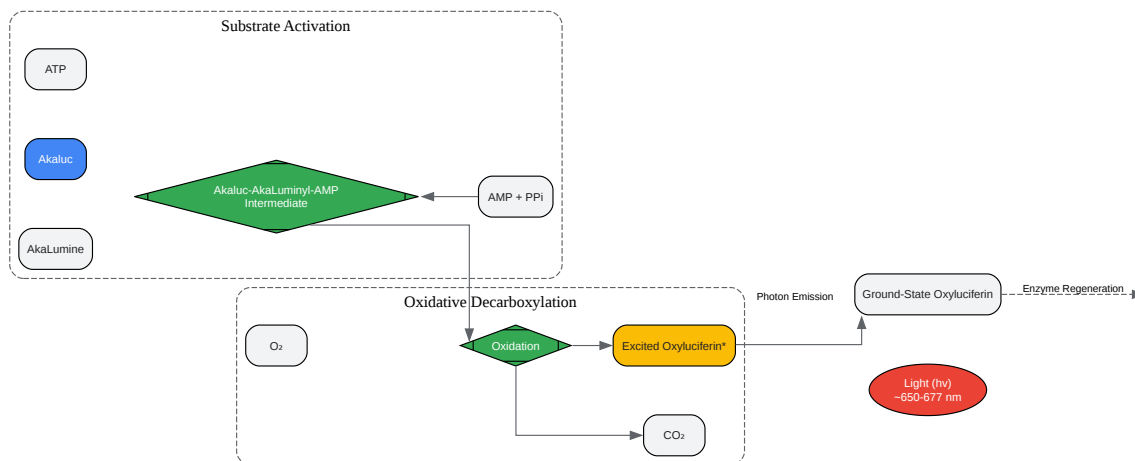 Substrate Activation
ATP
Akaluc
Akaluc-AkaLuminyl-AMP
Intermediate
AMP + PPi
AkaLumine
Oxidative Decarboxylation
O₂
Oxidation
Excited Oxyluciferin*
CO₂
Photon Emission
Ground-State Oxyluciferin
Enzyme Regeneration
Light (hv)
~650-677 nm